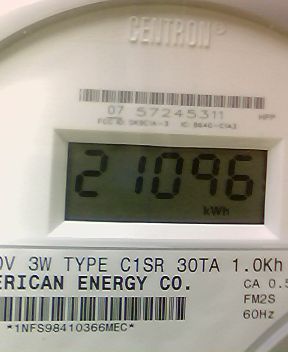 CENTRON®
07 57245311
21096
kWh
0V 3W TYPE C1SR 30TA 1.0Kh
ERICAN ENERGY CO.
CA 0.5
FM2S
60Hz
*1NFS98410366MEC*